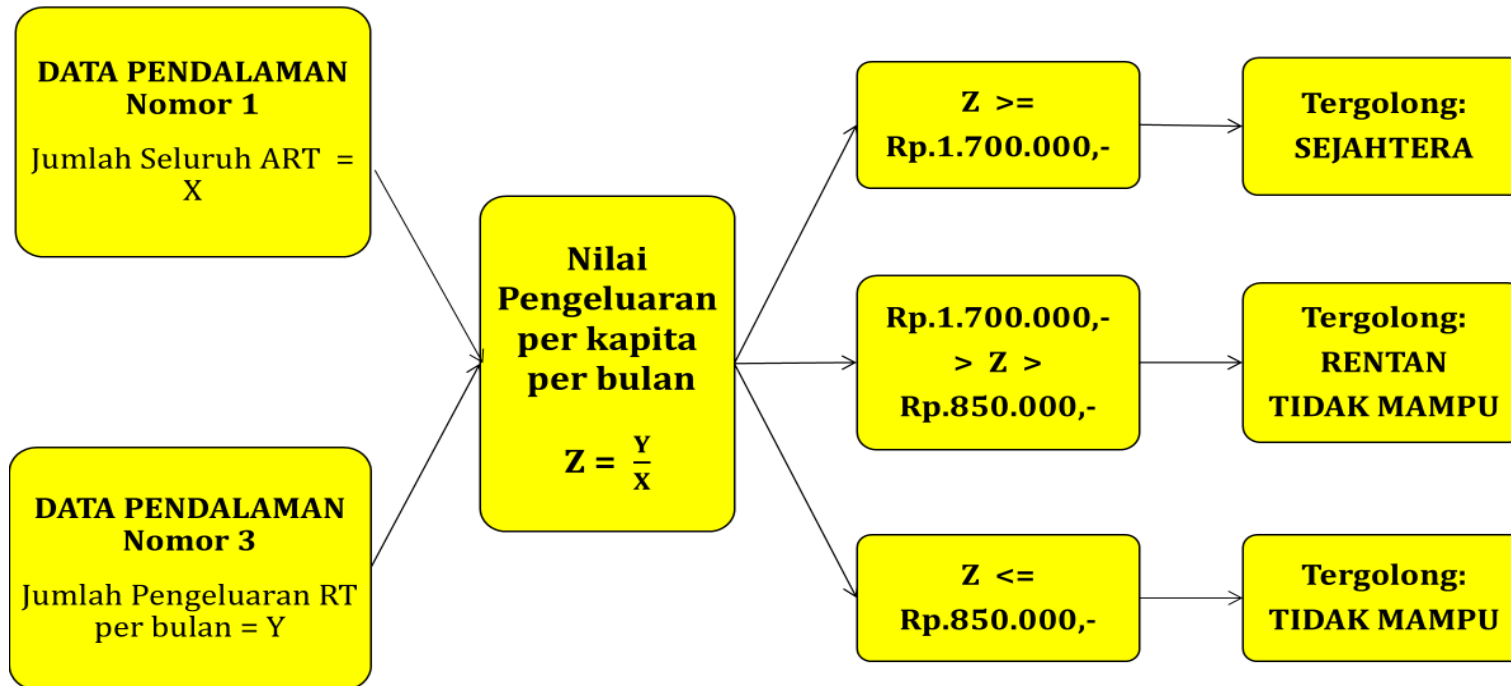 DATA PENDALAMAN
Nomor 1
Jumlah Seluruh ART =
X
DATA PENDALAMAN
Nomor 3
Jumlah Pengeluaran RT
per bulan = Y
Nilai
Pengeluaran
per kapita
per bulan
Z = Y/X
Z >=
Rp.1.700.000,-
Tergolong:
SEJAHTERA
Rp.1.700.000,-
> Z >
Rp.850.000,-
Tergolong:
RENTAN
TIDAK MAMPU
Z <=
Rp.850.000,-
Tergolong:
TIDAK MAMPU